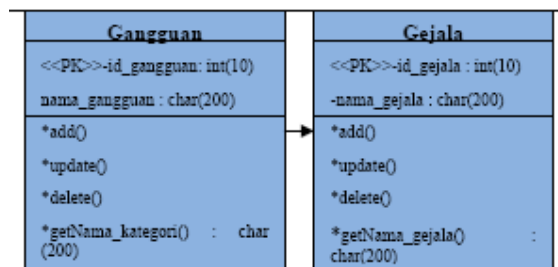 Gangguan
<<PK>>-id_gangguan: int(10)
nama_gangguan : char(200)
*add()
*update()
*delete()
*getNama_kategori() : char
(200)
Gejala
<<PK>>-id_gejala : int(10)
-nama_gejala : char(200)
*add()
*update()
*delete()
*getNama_gejala() :
char(200)